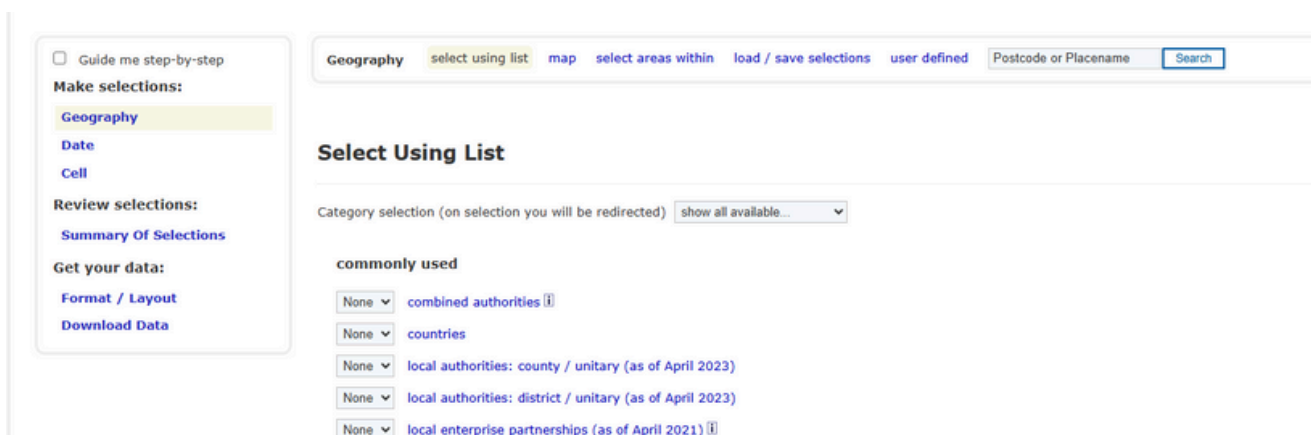 Guide me step-by-step
Make selections:
Geography
Date
Cell
Review selections:
Summary Of Selections
Get your data:
Format / Layout
Download Data
Geography select using list map select areas within load / save selections user defined Postcode or Placename Search
Select Using List
Category selection (on selection you will be redirected) show all available...
commonly used
None combined authorities i
None countries
None local authorities: county / unitary (as of April 2023)
None local authorities: district / unitary (as of April 2023)
None local enterprise partnerships (as of April 2021) i